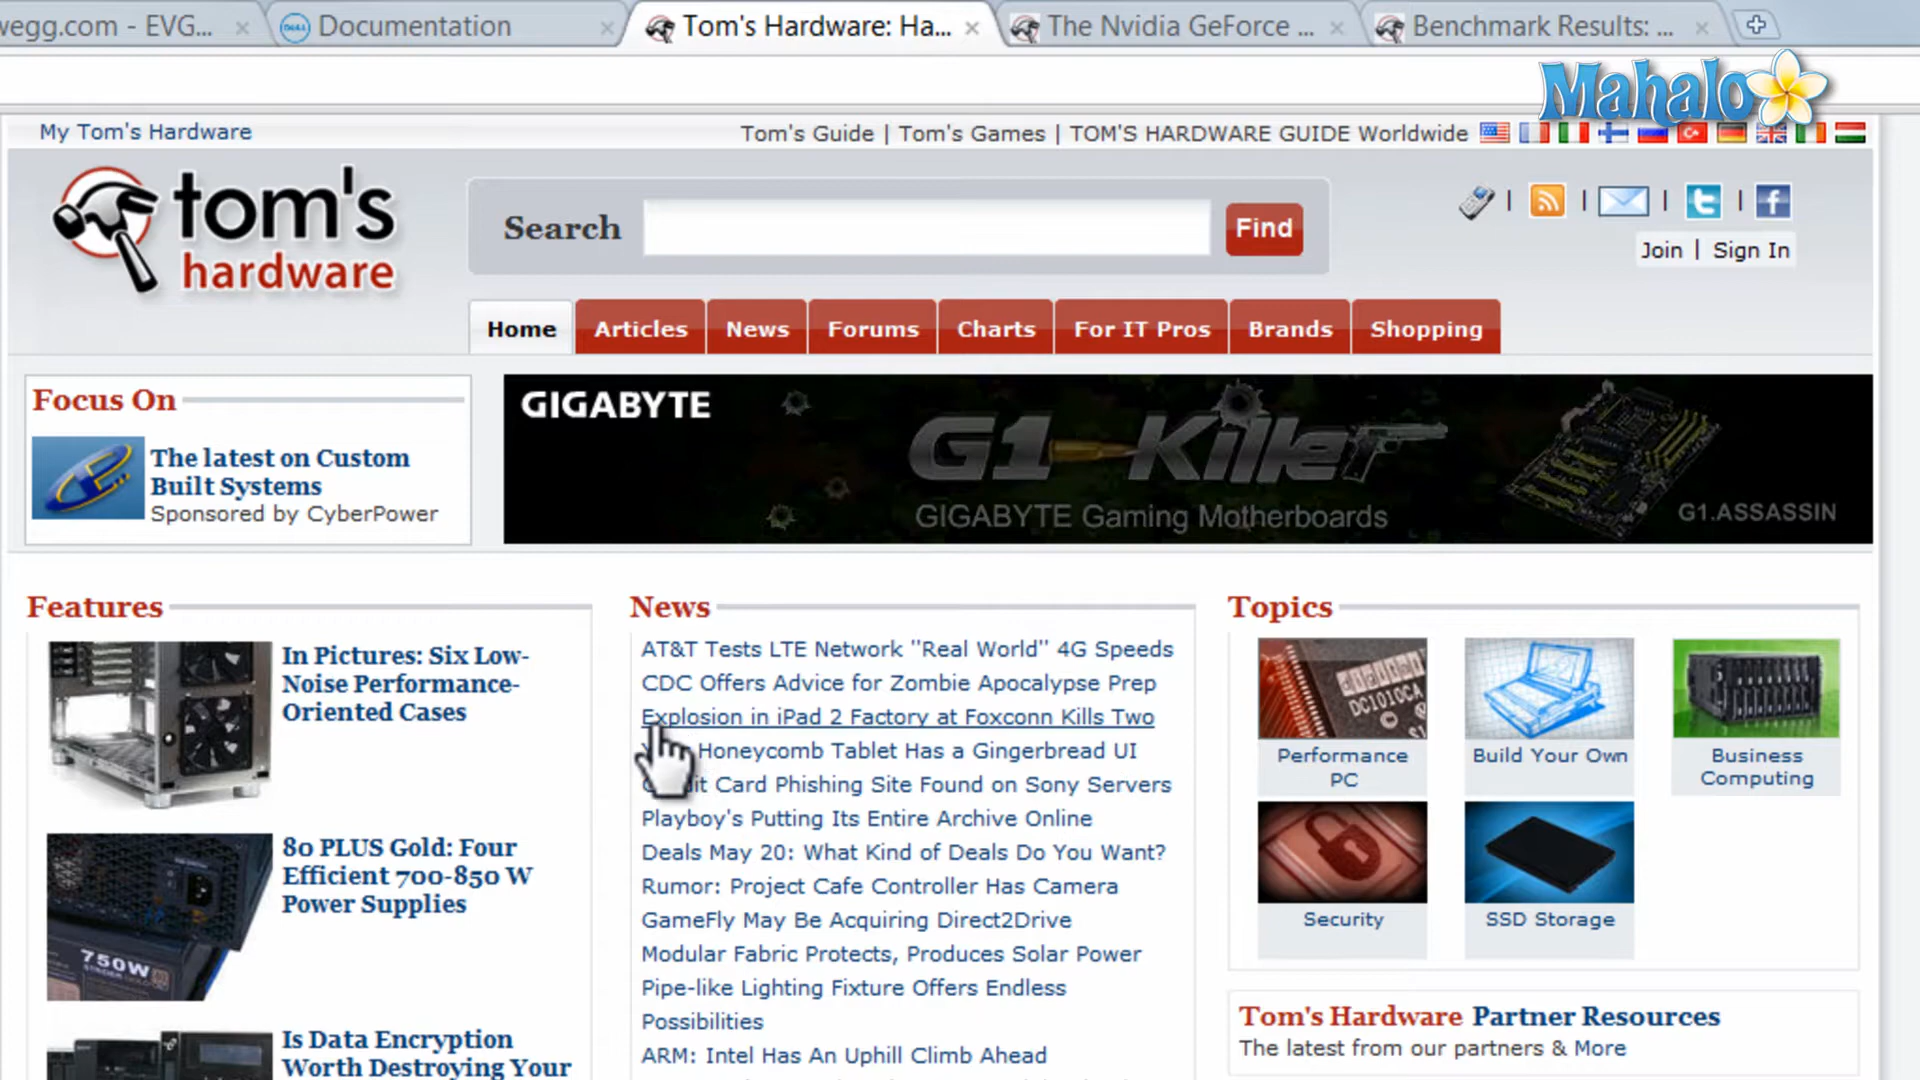 wegg.com - EVG...
DELL
Documentation
Tom's Hardware: Ha...
The Nvidia GeForce ...
Benchmark Results: ...
Mahalo
My Tom's Hardware
Tom's Guide | Tom's Games | TOM'S HARDWARE GUIDE Worldwide
tom's
hardware
Search
Find
Join | Sign In
Home
Articles
News
Forums
Charts
For IT Pros
Brands
Shopping
Focus On
The latest on Custom
Built Systems
Sponsored by CyberPower
GIGABYTE
G1-Killer
GIGABYTE Gaming Motherboards
G1.ASSASSIN
Features
In Pictures: Six Low-
Noise Performance-
Oriented Cases
80 PLUS Gold: Four
Efficient 700-850 W
Power Supplies
750W
Is Data Encryption
Worth Destroying Your
News
AT&T Tests LTE Network "Real World" 4G Speeds
CDC Offers Advice for Zombie Apocalypse Prep
Explosion in iPad 2 Factory at Foxconn Kills Two
Honeycomb Tablet Has a Gingerbread UI
Card Phishing Site Found on Sony Servers
Playboy's Putting Its Entire Archive Online
Deals May 20: What Kind of Deals Do You Want?
Rumor: Project Cafe Controller Has Camera
GameFly May Be Acquiring Direct2Drive
Modular Fabric Protects, Produces Solar Power
Pipe-like Lighting Fixture Offers Endless
Possibilities
ARM: Intel Has An Uphill Climb Ahead
Topics
DC1010CA
Performance
PC
Build Your Own
Business
Computing
Security
SSD Storage
Tom's Hardware Partner Resources
The latest from our partners & More